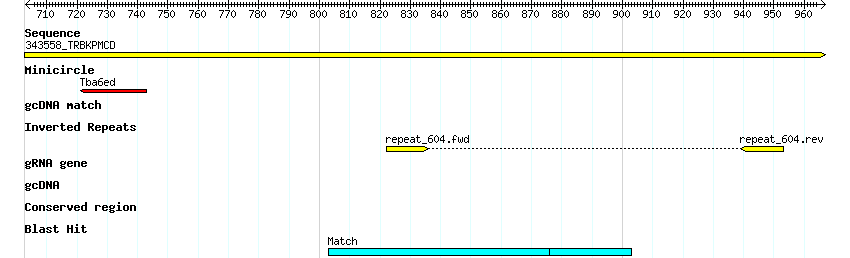 710 720 730 740 750 760 770 780 790 800 810 820 830 840 850 860 870 880 890 900 910 920 930 940 950 960
Sequence
343558_TRBKPMCD
Minicircle
Tba6ed
gcDNA match
Inverted Repeats
repeat_604.fwd repeat_604.rev
gRNA gene
gcDNA
Conserved region
Blast Hit
Match